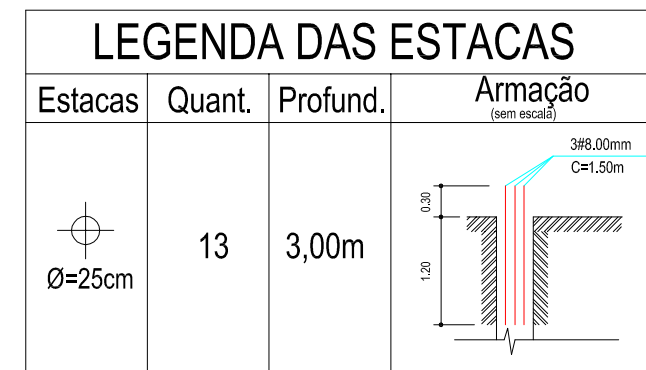 LEGENDA DAS ESTACAS
Estacas Quant. Profund. Armação
(sem escala)
3#8.00mm
C=1.50m
0.30
1.20
Ø=25cm
13
3,00m